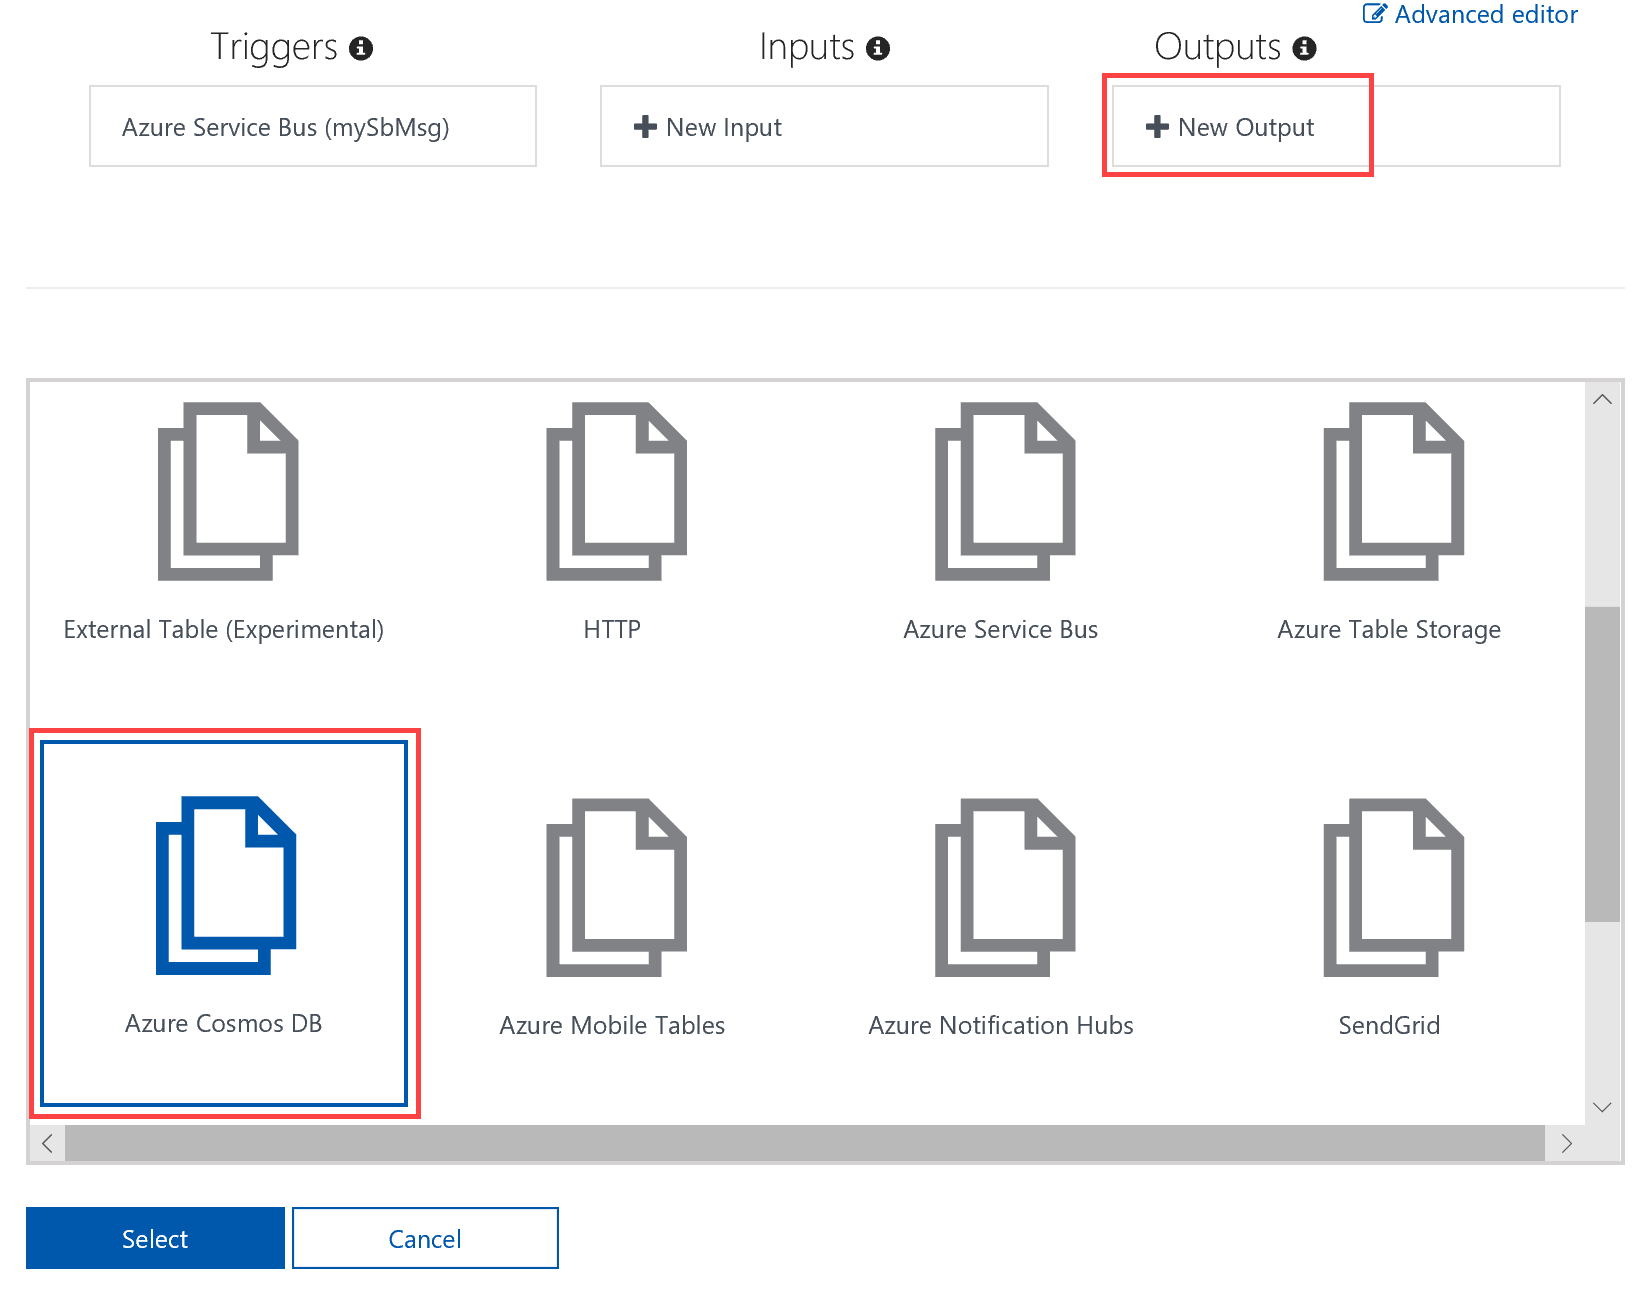 Advanced editor
Triggers
Inputs
Outputs
Azure Service Bus (mySbMsg)
New Input
New Output
External Table (Experimental)
HTTP
Azure Service Bus
Azure Table Storage
Azure Cosmos DB
Azure Mobile Tables
Azure Notification Hubs
SendGrid
Select
Cancel